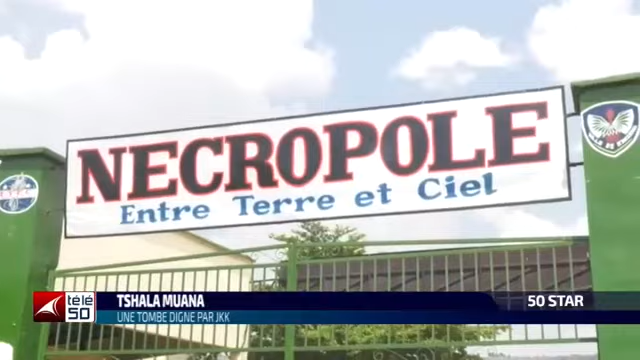 NECROPOLE
Entre Terre et Ciel
télé
50
TSHALA MUANA
50 STAR
UNE TOMBE DIGNE PAR JKK